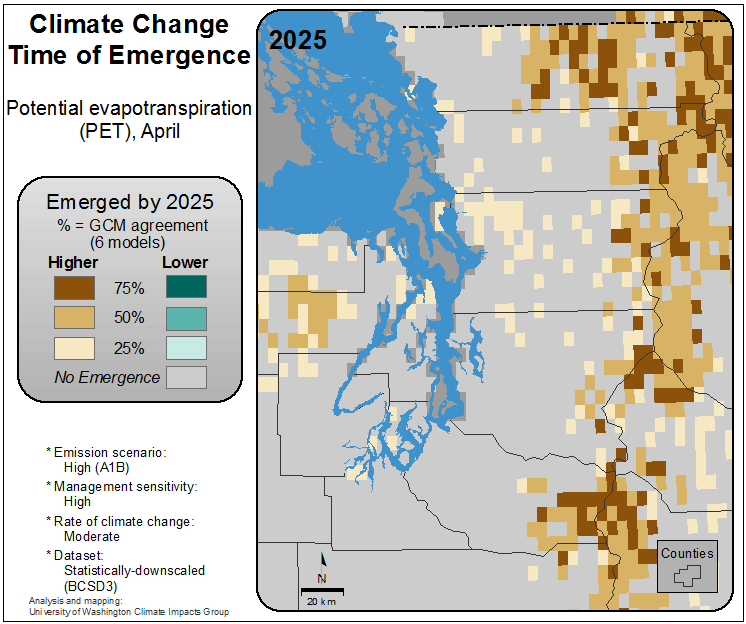 Climate Change
Time of Emergence
Potential evapotranspiration
(PET), April
Emerged by 2025
% = GCM agreement
(6 models)
Higher Lower
75%
50%
25%
No Emergence
* Emission scenario:
High (A1B)
* Management sensitivity:
High
* Rate of climate change:
Moderate
* Dataset:
Statistically-downscaled
(BCSD3)
Analysis and mapping:
University of Washington Climate Impacts Group
2025
N
20 km
Counties